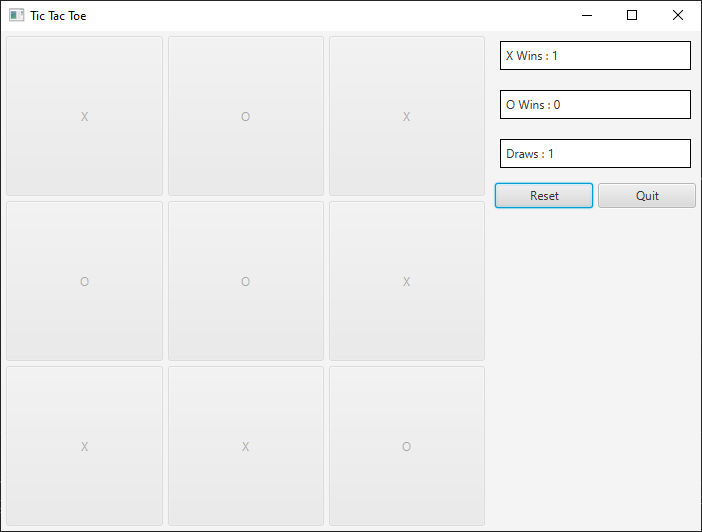 Tic Tac Toe
X O X
X Wins : 1
O Wins : 0
Draws : 1
Reset Quit
O O X
X X O